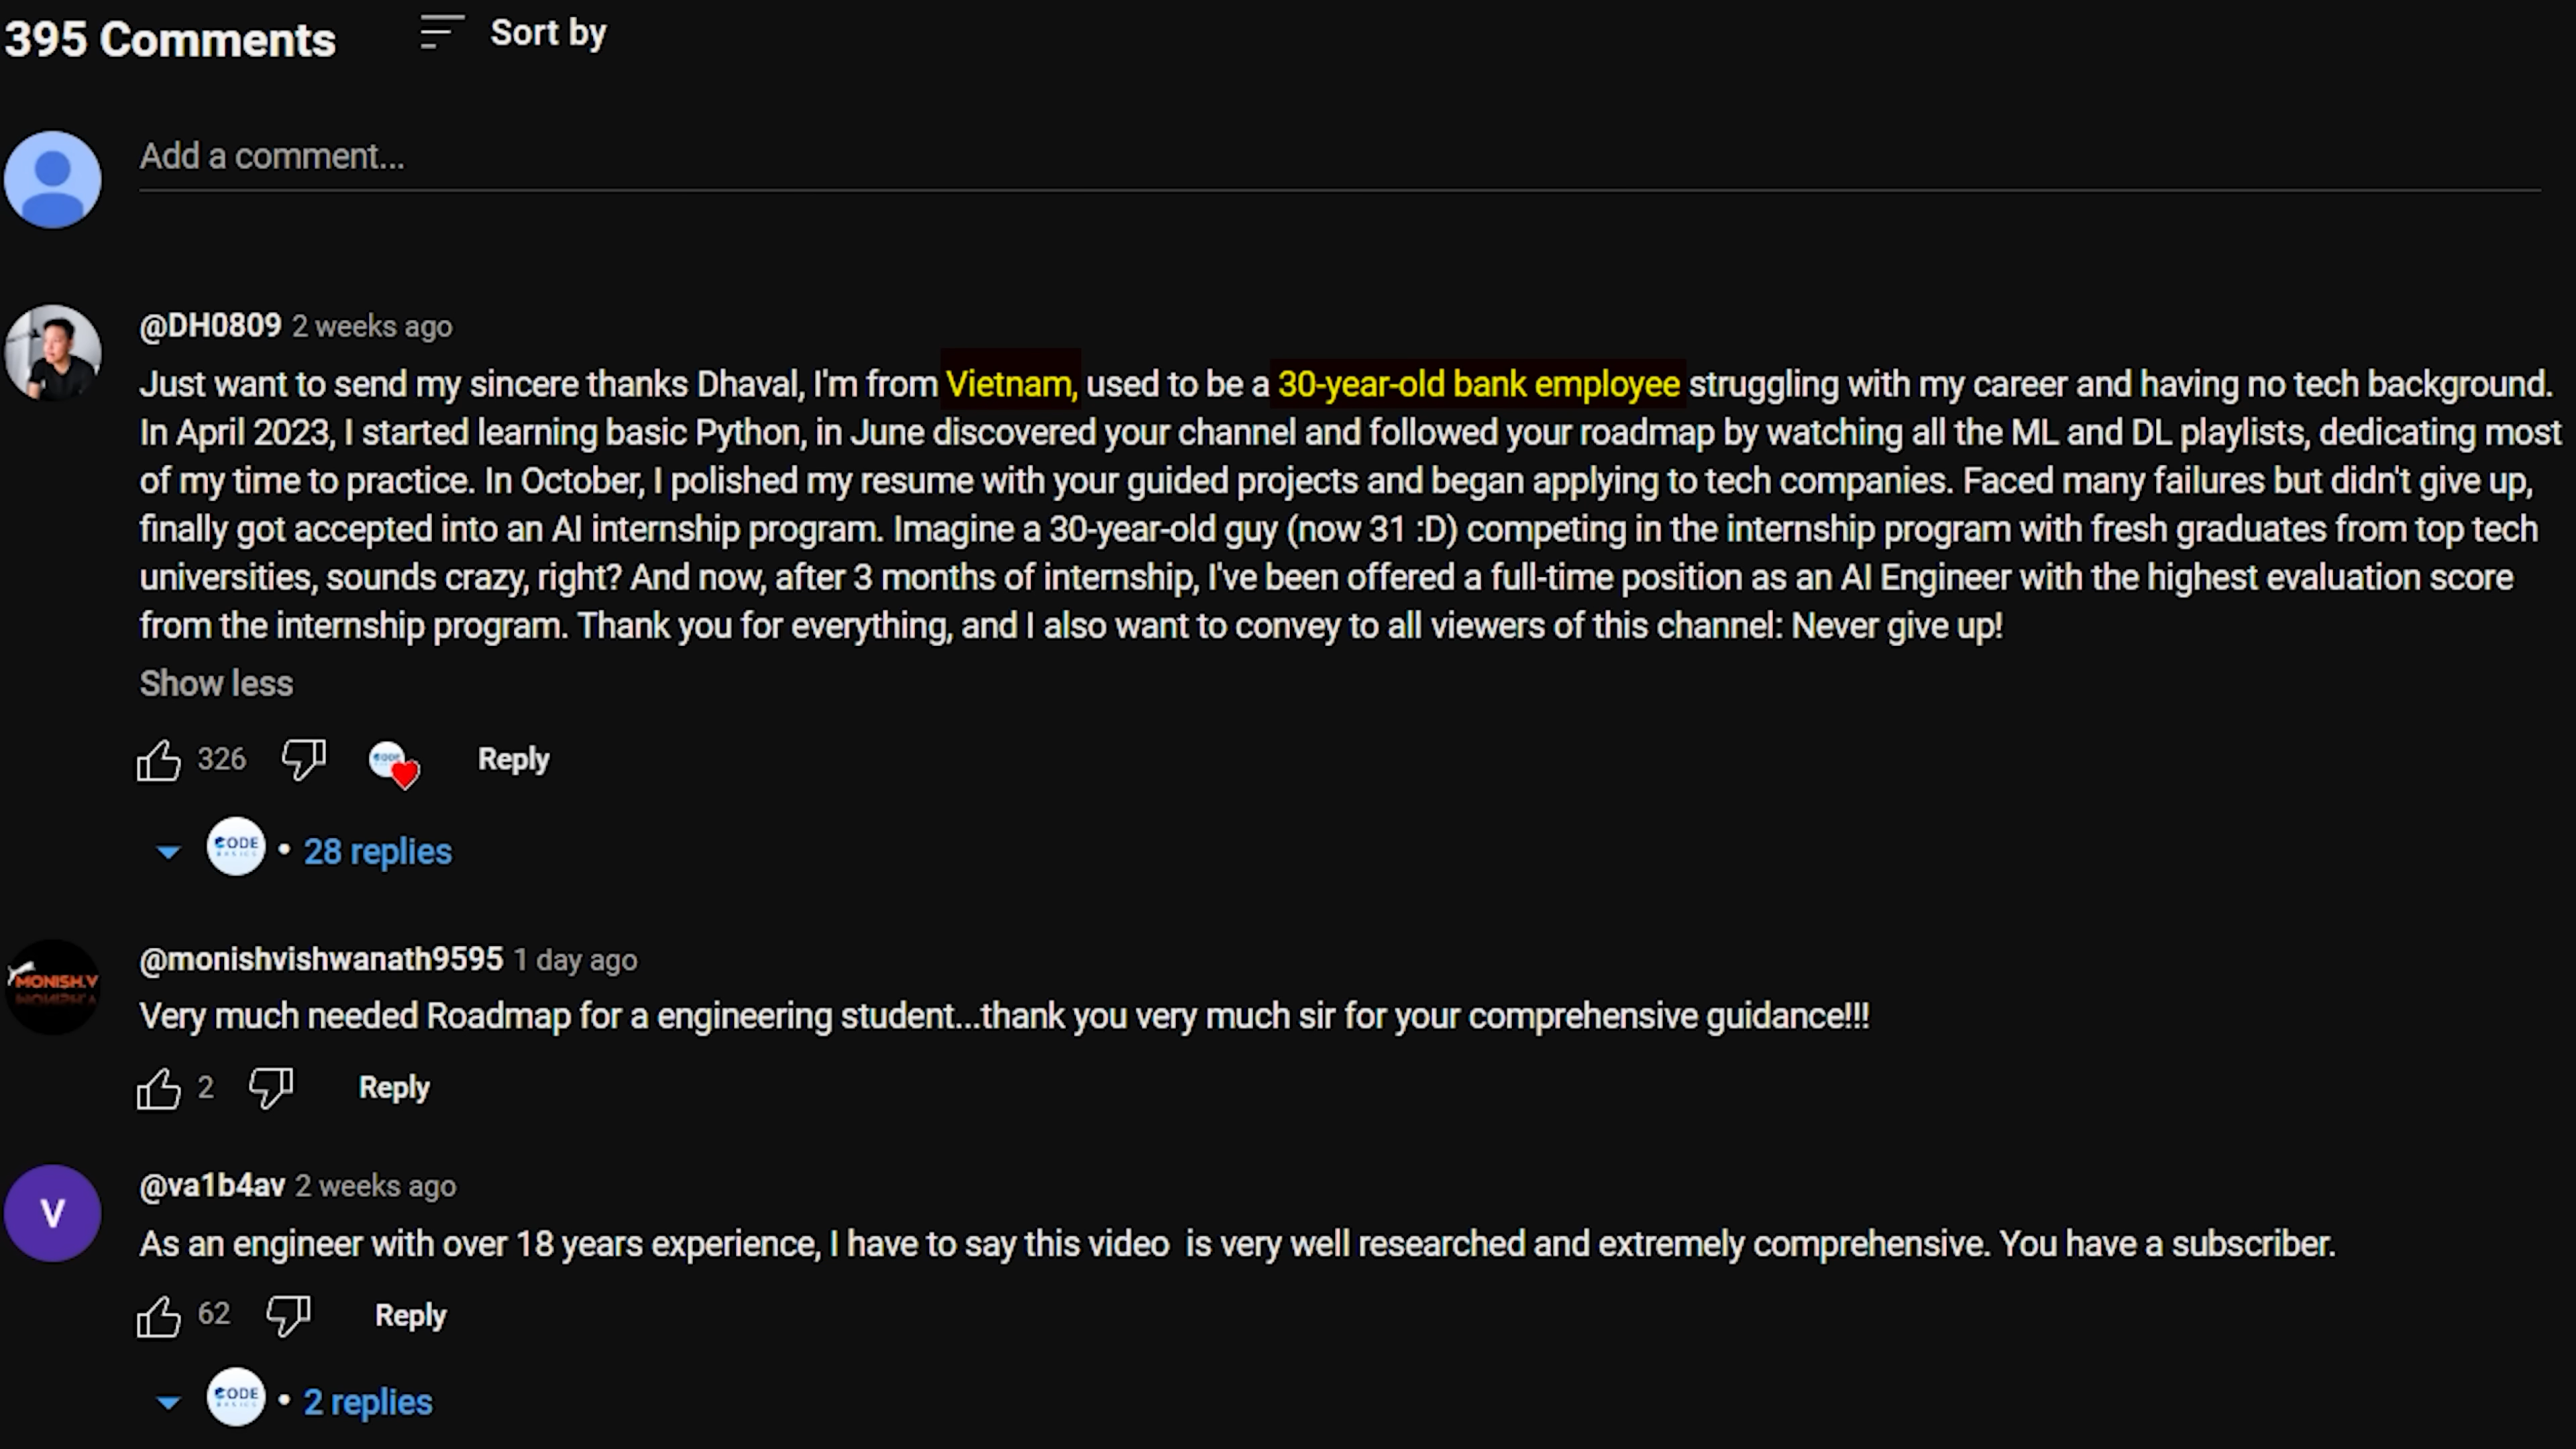 395 Comments
Sort by
Add a comment...
@DH0809 2 weeks ago
Just want to send my sincere thanks Dhaval, I'm from Vietnam, used to be a 30-year-old bank employee struggling with my career and having no tech background.
In April 2023, I started learning basic Python, in June discovered your channel and followed your roadmap by watching all the ML and DL playlists, dedicating most
of my time to practice. In October, I polished my resume with your guided projects and began applying to tech companies. Faced many failures but didn't give up,
finally got accepted into an AI internship program. Imagine a 30-year-old guy (now 31 :D) competing in the internship program with fresh graduates from top tech
universities, sounds crazy, right? And now, after 3 months of internship, I've been offered a full-time position as an AI Engineer with the highest evaluation score
from the internship program. Thank you for everything, and I also want to convey to all viewers of this channel: Never give up!
Show less
326
CODE
Reply
CODE
BASICS
• 28 replies
MONISH.V
@monishvishwanath9595 1 day ago
Very much needed Roadmap for a engineering student...thank you very much sir for your comprehensive guidance!!!
2 Reply
V
@va1b4av 2 weeks ago
As an engineer with over 18 years experience, I have to say this video is very well researched and extremely comprehensive. You have a subscriber.
62 Reply
CODE
BASICS
• 2 replies